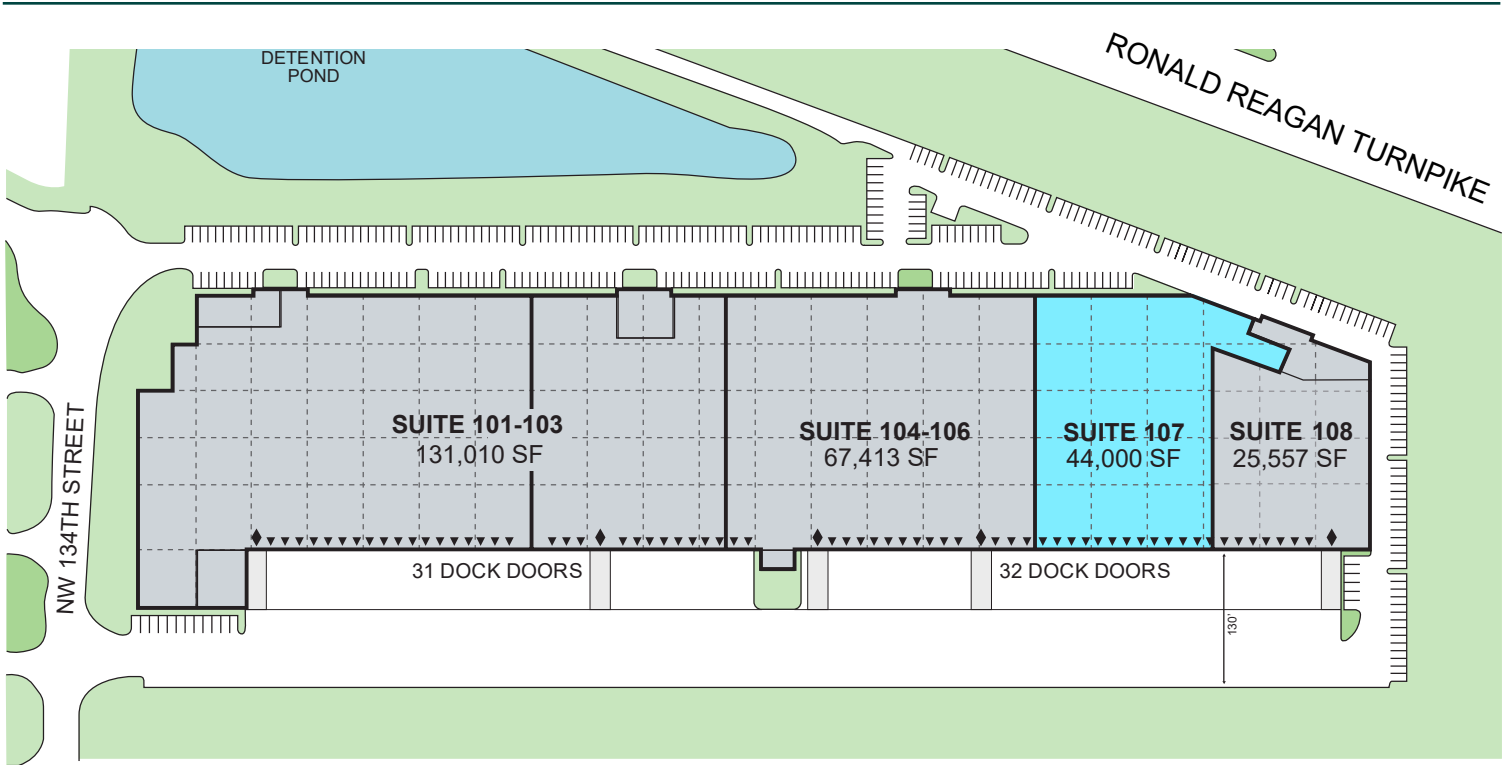 DETENTION
POND
RONALD REAGAN TURNPIKE
NW 134TH STREET
SUITE 101-103
131,010 SF
SUITE 104-106
67,413 SF
SUITE 107
44,000 SF
SUITE 108
25,557 SF
31 DOCK DOORS
32 DOCK DOORS
130'